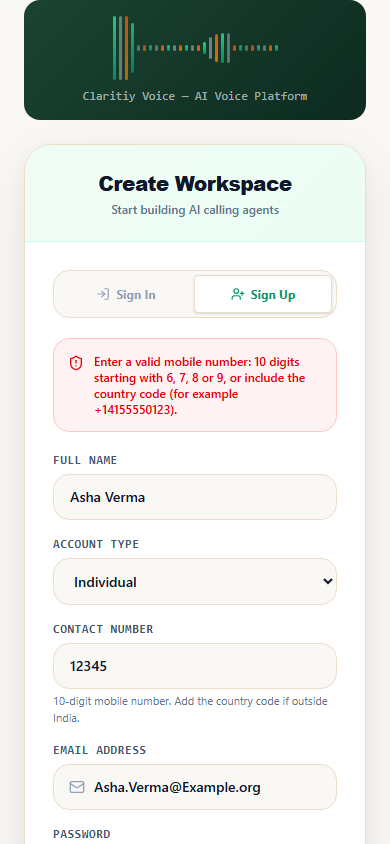 Claritiy Voice — AI Voice Platform
Create Workspace
Start building AI calling agents
Sign In
Sign Up
Enter a valid mobile number: 10 digits
starting with 6, 7, 8 or 9, or include the
country code (for example
+14155550123).
FULL NAME
Asha Verma
ACCOUNT TYPE
Individual
CONTACT NUMBER
12345
10-digit mobile number. Add the country code if outside
India.
EMAIL ADDRESS
Asha.Verma@Example.org
PASSWORD